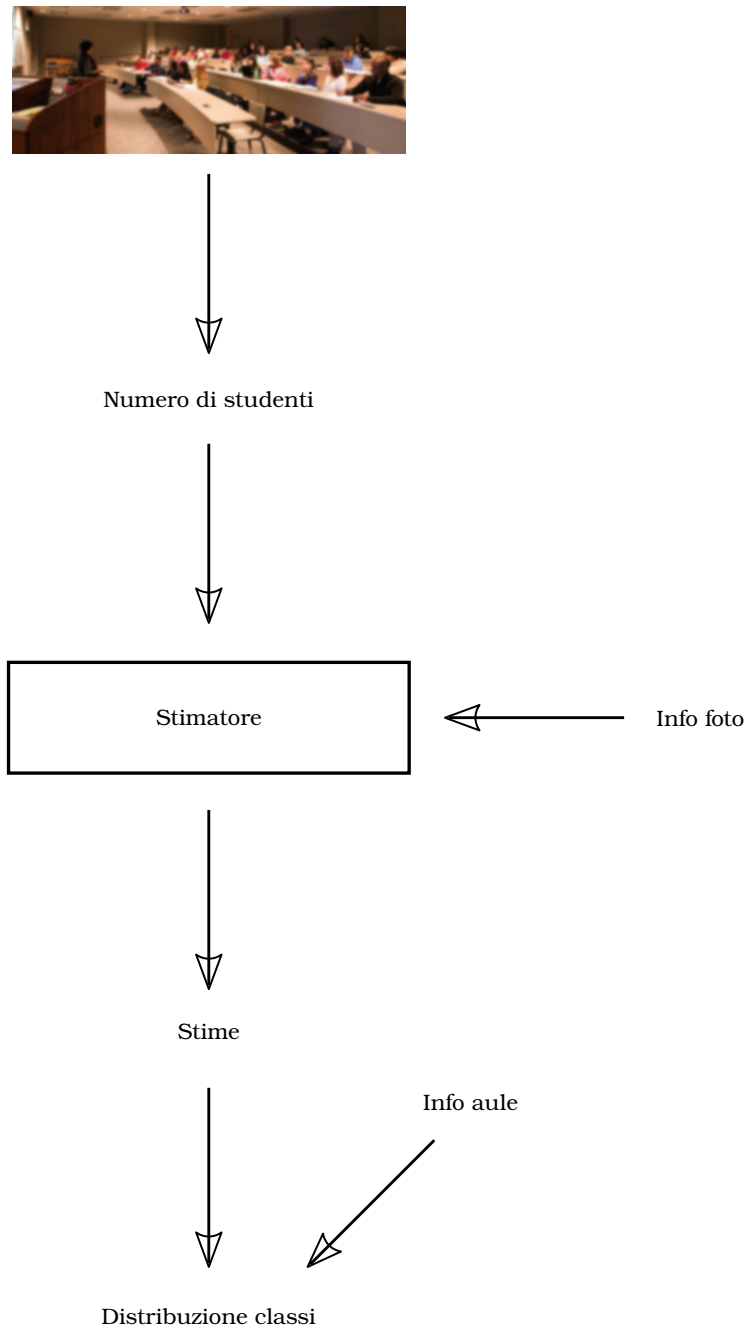 Numero di studenti
Stimatore
Info foto
Stime
Info aule
Distribuzione classi